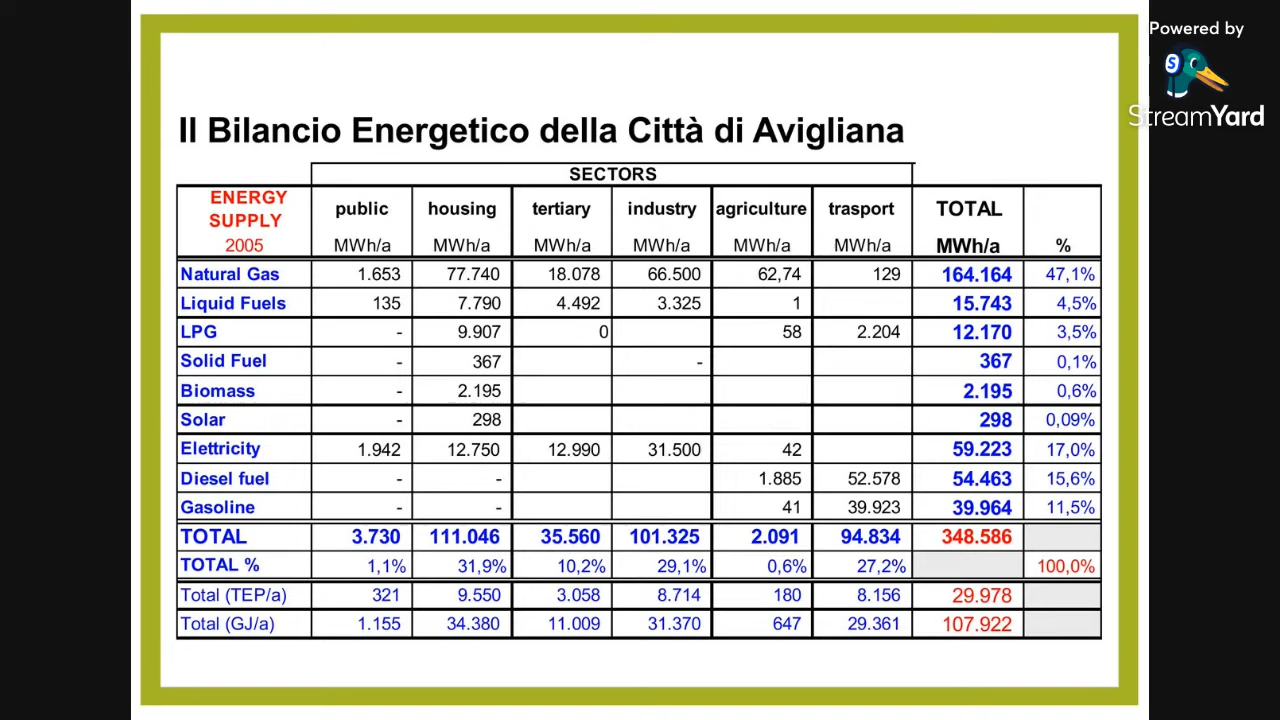 Powered by
StreamYard
Il Bilancio Energetico della Città di Avigliana
SECTORS
ENERGY SUPPLY 2005 public housing tertiary industry agriculture trasport TOTAL
MWh/a MWh/a MWh/a MWh/a MWh/a MWh/a MWh/a %
Natural Gas 1.653 77.740 18.078 66.500 62,74 129 164.164 47,1%
Liquid Fuels 135 7.790 4.492 3.325 1 15.743 4,5%
LPG - 9.907 0 58 2.204 12.170 3,5%
Solid Fuel - 367 - 367 0,1%
Biomass - 2.195 2.195 0,6%
Solar - 298 298 0,09%
Elettricity 1.942 12.750 12.990 31.500 42 59.223 17,0%
Diesel fuel - - 1.885 52.578 54.463 15,6%
Gasoline - - 41 39.923 39.964 11,5%
TOTAL 3.730 111.046 35.560 101.325 2.091 94.834 348.586
TOTAL % 1,1% 31,9% 10,2% 29,1% 0,6% 27,2% 100,0%
Total (TEP/a) 321 9.550 3.058 8.714 180 8.156 29.978
Total (GJ/a) 1.155 34.380 11.009 31.370 647 29.361 107.922